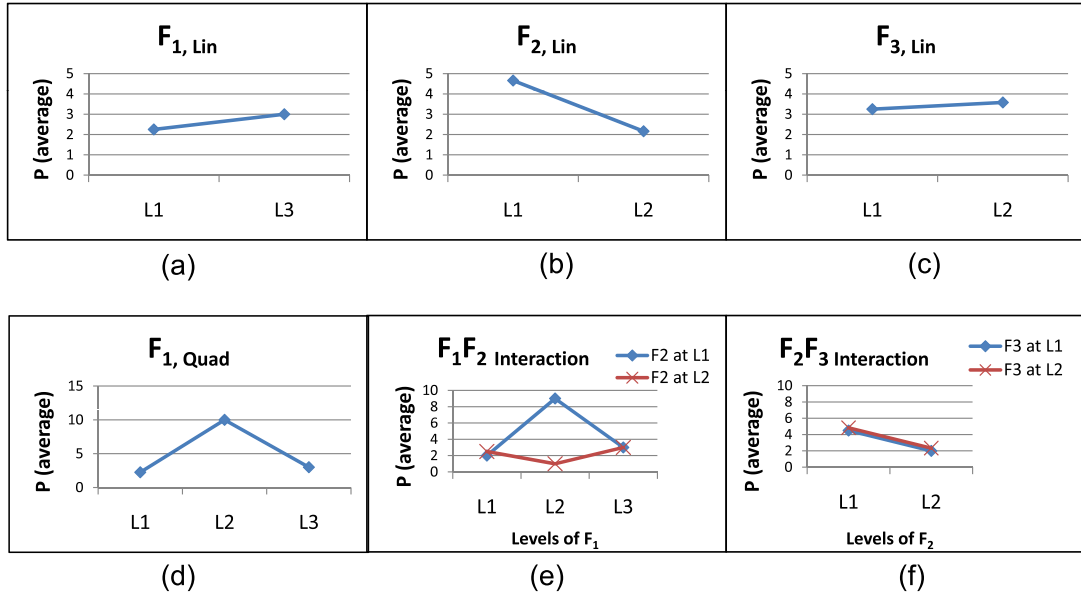 F1, Lin
P (average)
5
4
3
2
1
0
L1 L3
(a)
F2, Lin
P (average)
5
4
3
2
1
0
L1 L2
(b)
F3, Lin
P (average)
5
4
3
2
1
0
L1 L2
(c)
F1, Quad
P (average)
15
10
5
0
L1 L2 L3
(d)
F1F2 Interaction
F2 at L1
F2 at L2
P (average)
10
8
6
4
2
0
L1 L2 L3
Levels of F1
(e)
F2F3 Interaction
F3 at L1
F3 at L2
P (average)
10
8
6
4
2
0
L1 L2
Levels of F2
(f)